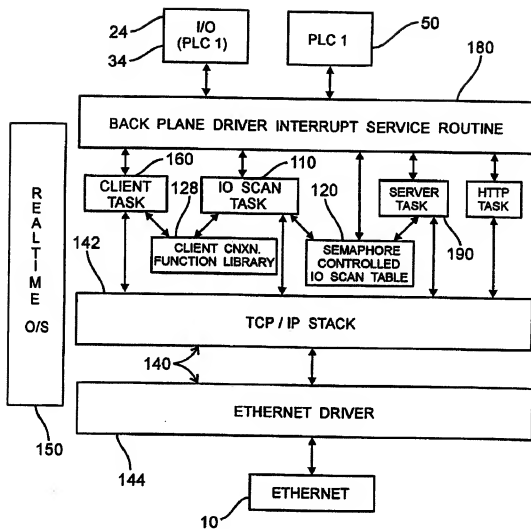 24
34
I/O
(PLC 1)
PLC 1
50
180
BACK PLANE DRIVER INTERRUPT SERVICE ROUTINE
160
110
120
128
142
CLIENT
TASK
IO SCAN
TASK
SERVER
TASK
HTTP
TASK
190
CLIENT CNXN.
FUNCTION LIBRARY
SEMAPHORE
CONTROLLED
IO SCAN TABLE
REALTIME
O/S
TCP / IP STACK
140
ETHERNET DRIVER
150
144
ETHERNET
10